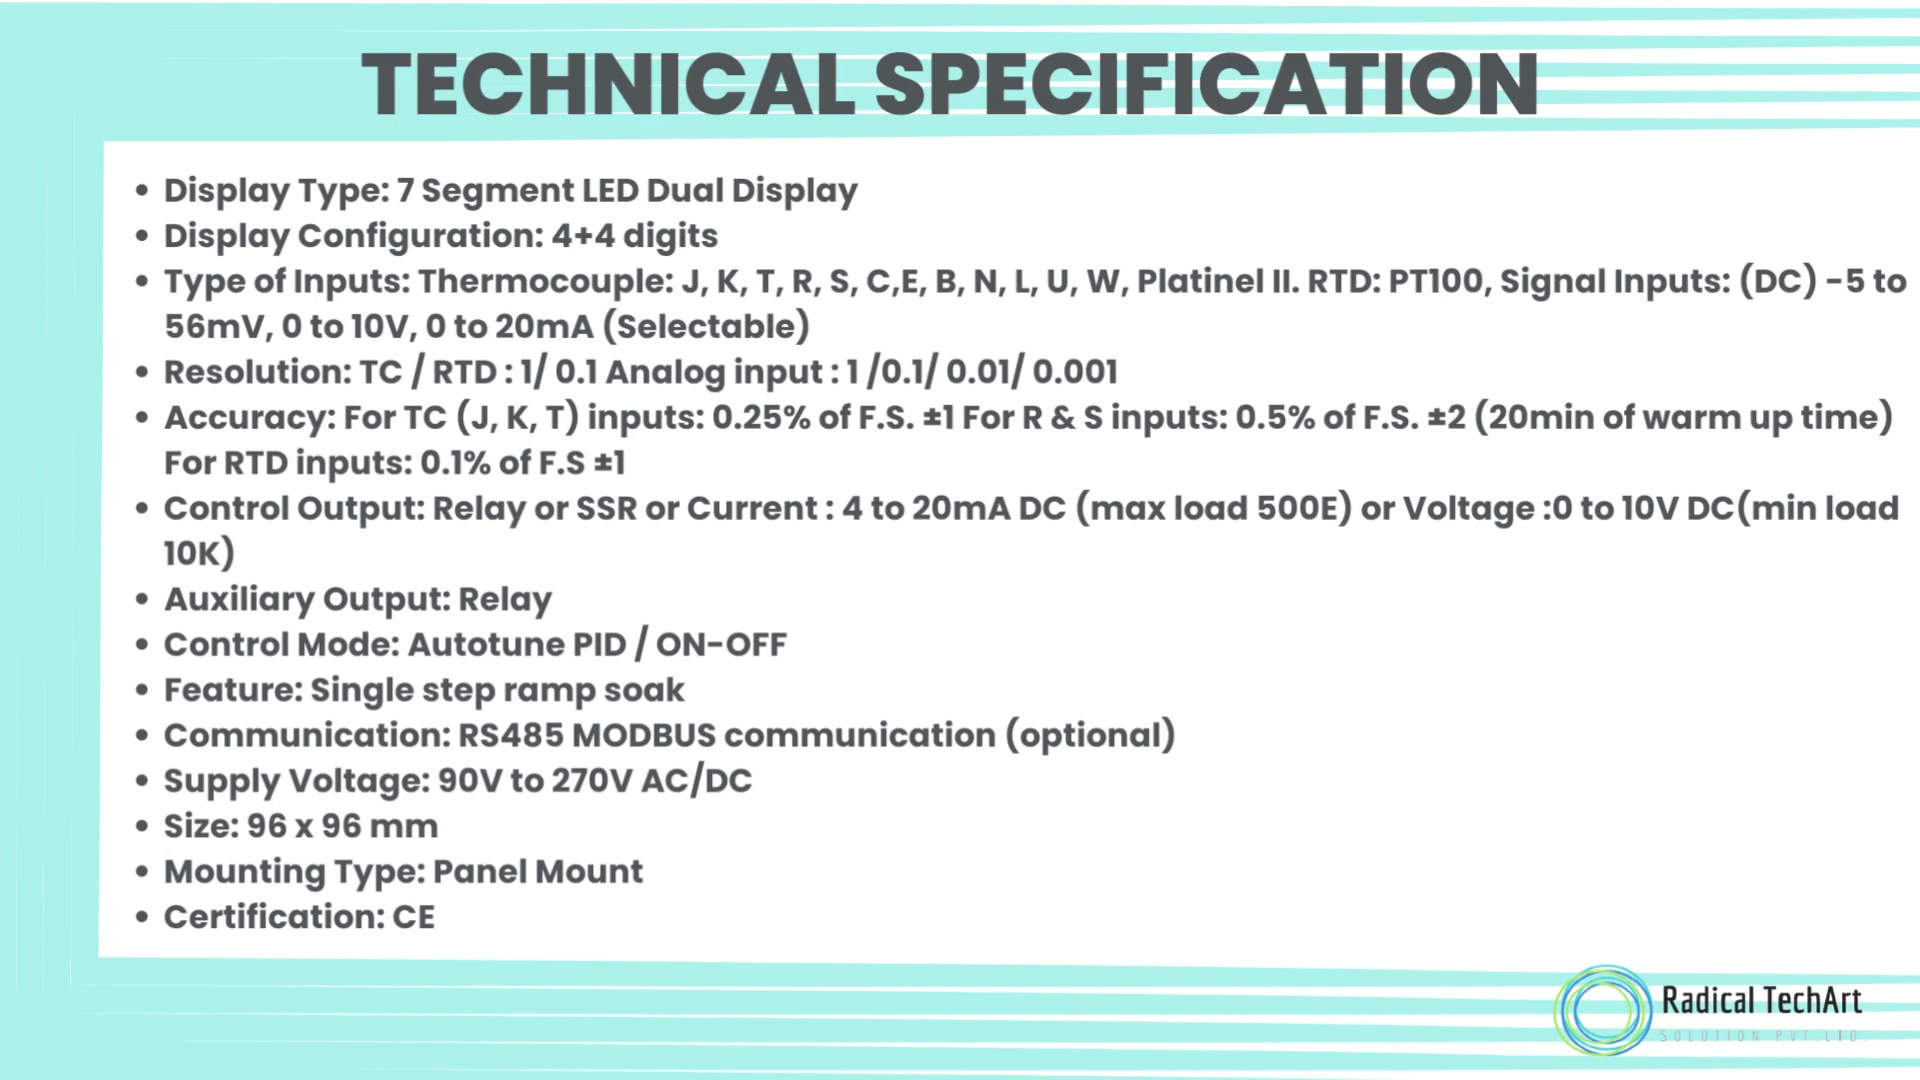 TECHNICAL SPECIFICATION
• Display Type: 7 Segment LED Dual Display
• Display Configuration: 4+4 digits
• Type of Inputs: Thermocouple: J, K, T, R, S, C,E, B, N, L, U, W, Platinel II. RTD: PT100, Signal Inputs: (DC) -5 to
56mV, 0 to 10V, 0 to 20mA (Selectable)
• Resolution: TC / RTD : 1/ 0.1 Analog input : 1 /0.1/ 0.01/ 0.001
• Accuracy: For TC (J, K, T) inputs: 0.25% of F.S. ±1 For R & S inputs: 0.5% of F.S. ±2 (20min of warm up time)
For RTD inputs: 0.1% of F.S ±1
• Control Output: Relay or SSR or Current : 4 to 20mA DC (max load 500E) or Voltage :0 to 10V DC(min load
10K)
• Auxiliary Output: Relay
• Control Mode: Autotune PID / ON-OFF
• Feature: Single step ramp soak
• Communication: RS485 MODBUS communication (optional)
• Supply Voltage: 90V to 270V AC/DC
• Size: 96 x 96 mm
• Mounting Type: Panel Mount
• Certification: CE
Radical TechArt
SOLUTION PVT.LTD.